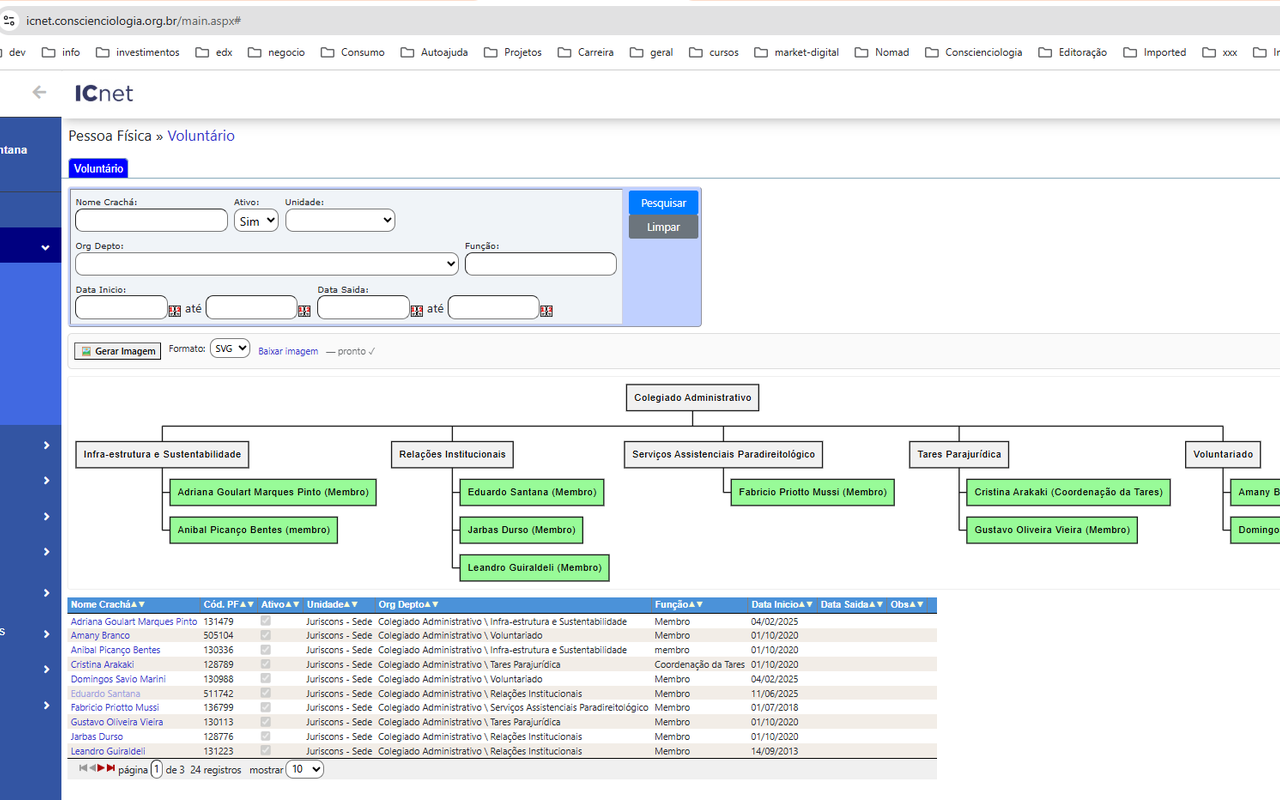 icnet.conscienciologia.org.br/main.aspx#
dev info investimentos edx negocio Consumo Autoajuda Projetos Carreira geral cursos market-digital Nomad Conscienciologia Editoração Imported xxx
ICnet
ntana
Pessoa Física » Voluntário
Voluntário
Nome Crachá: Ativo: Unidade:
Sim
Pesquisar
Limpar
Org Depto: Função:
Data Inicio: Data Saida:
até até
Gerar Imagem Formato: SVG Baixar imagem — pronto ✓
Colegiado Administrativo
Infra-estrutura e Sustentabilidade Relações Institucionais Serviços Assistenciais Paradireitológico Tares Parajurídica Voluntariado
Adriana Goulart Marques Pinto (Membro) Eduardo Santana (Membro) Fabricio Priotto Mussi (Membro) Cristina Arakaki (Coordenação da Tares) Amany B
Anibal Picanço Bentes (membro) Jarbas Durso (Membro) Gustavo Oliveira Vieira (Membro) Domingos
Leandro Guiraldeli (Membro)
Nome Crachá▲▼ Cód. PF▲▼ Ativo▲▼ Unidade▲▼ Org Depto▲▼ Função▲▼ Data Inicio▲▼ Data Saida▲▼ Obs▲▼
Adriana Goulart Marques Pinto 131479 Juriscons - Sede Colegiado Administrativo \ Infra-estrutura e Sustentabilidade Membro 04/02/2025
Amany Branco 505104 Juriscons - Sede Colegiado Administrativo \ Voluntariado Membro 01/10/2020
Anibal Picanço Bentes 130336 Juriscons - Sede Colegiado Administrativo \ Infra-estrutura e Sustentabilidade membro 01/10/2020
Cristina Arakaki 128789 Juriscons - Sede Colegiado Administrativo \ Tares Parajurídica Coordenação da Tares 01/10/2020
Domingos Savio Marini 130988 Juriscons - Sede Colegiado Administrativo \ Voluntariado Membro 04/02/2025
Eduardo Santana 511742 Juriscons - Sede Colegiado Administrativo \ Relações Institucionais Membro 11/06/2025
Fabricio Priotto Mussi 136799 Juriscons - Sede Colegiado Administrativo \ Serviços Assistenciais Paradireitológico Membro 01/07/2018
Gustavo Oliveira Vieira 130113 Juriscons - Sede Colegiado Administrativo \ Tares Parajurídica Membro 01/10/2020
Jarbas Durso 128776 Juriscons - Sede Colegiado Administrativo \ Relações Institucionais Membro 01/10/2020
Leandro Guiraldeli 131223 Juriscons - Sede Colegiado Administrativo \ Relações Institucionais Membro 14/09/2013
s
página 1 de 3 24 registros mostrar 10